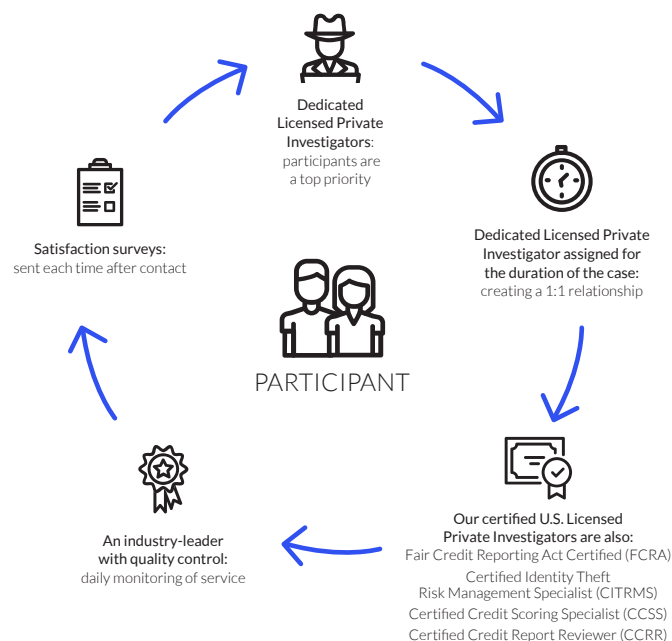 Dedicated
Licensed Private
Investigators:
participants are
a top priority
Dedicated Licensed Private
Investigator assigned for
the duration of the case:
creating a 1:1 relationship
Our certified U.S. Licensed
Private Investigators are also:
Fair Credit Reporting Act Certified (FCRA)
Certified Identity Theft
Risk Management Specialist (CITRMS)
Certified Credit Scoring Specialist (CCSS)
Certified Credit Report Reviewer (CCRR)
An industry-leader
with quality control:
daily monitoring of service
Satisfaction surveys:
sent each time after contact
PARTICIPANT